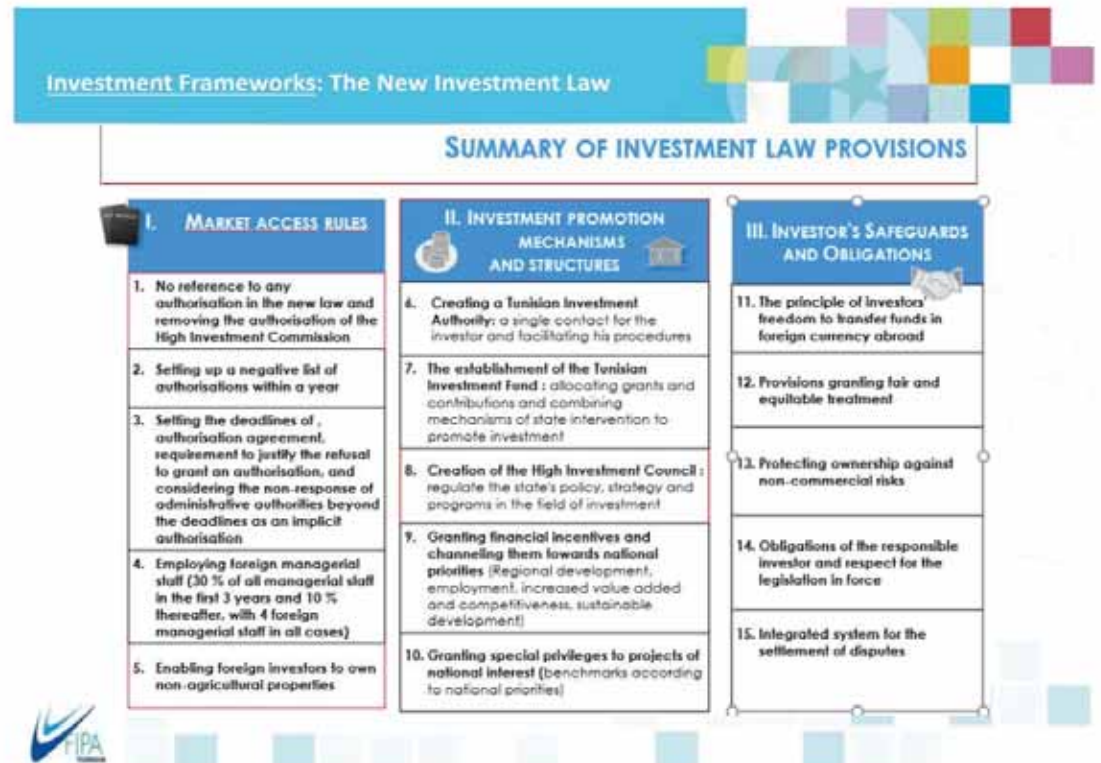 Investment Frameworks: The New Investment Law
SUMMARY OF INVESTMENT LAW PROVISIONS
I. MARKET ACCESS RULES
1. No reference to any
authorisation in the new law and
removing the authorisation of the
High Investment Commission
2. Setting up a negative list of
authorisations within a year
3. Setting the deadlines of ,
authorisation agreement,
requirement to justify the refusal
to grant an authorisation, and
considering the non-response of
administrative authorities beyond
the deadlines as an implicit
authorisation
4. Employing foreign managerial
staff (30 % of all managerial staff
in the first 3 years and 10 %
thereafter, with 4 foreign
managerial staff in all cases)
5. Enabling foreign investors to own
non-agricultural properties
II. INVESTMENT PROMOTION
MECHANISMS
AND STRUCTURES
6. Creating a Tunisian Investment
Authority: a single contact for the
investor and facilitating his procedures
7. The establishment of the Tunisian
Investment Fund : allocating grants and
contributions and combining
mechanisms of state intervention to
promote investment
8. Creation of the High Investment Council :
regulate the state's policy, strategy and
programs in the field of investment
9. Granting financial incentives and
channeling them towards national
priorities (Regional development,
employment, increased value added
and competitiveness, sustainable
development)
10. Granting special privileges to projects of
national interest (benchmarks according
to national priorities)
III. INVESTOR'S SAFEGUARDS
AND OBLIGATIONS
11. The principle of investors'
freedom to transfer funds in
foreign currency abroad
12. Provisions granting fair and
equitable treatment
13. Protecting ownership against
non-commercial risks
14. Obligations of the responsible
investor and respect for the
legislation in force
15. Integrated system for the
settlement of disputes
FIPA